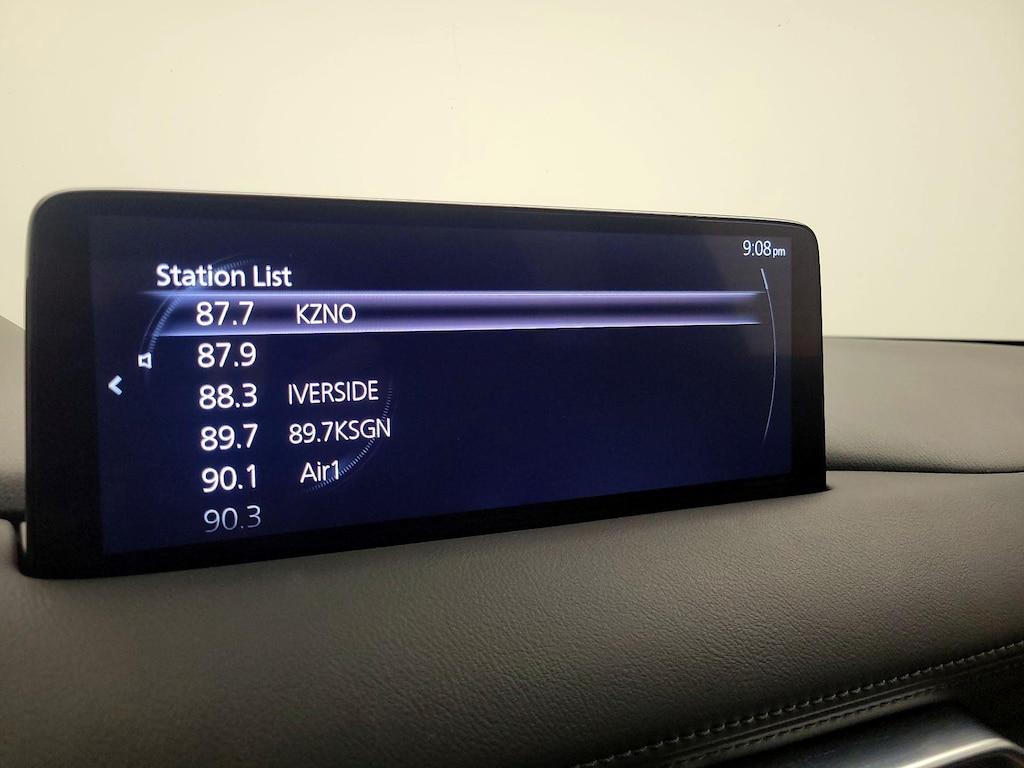 9:08pm
Station List
87.7 KZNO
87.9
88.3 IVERSIDE
89.7 89.7KSGN
90.1 Air1
90.3